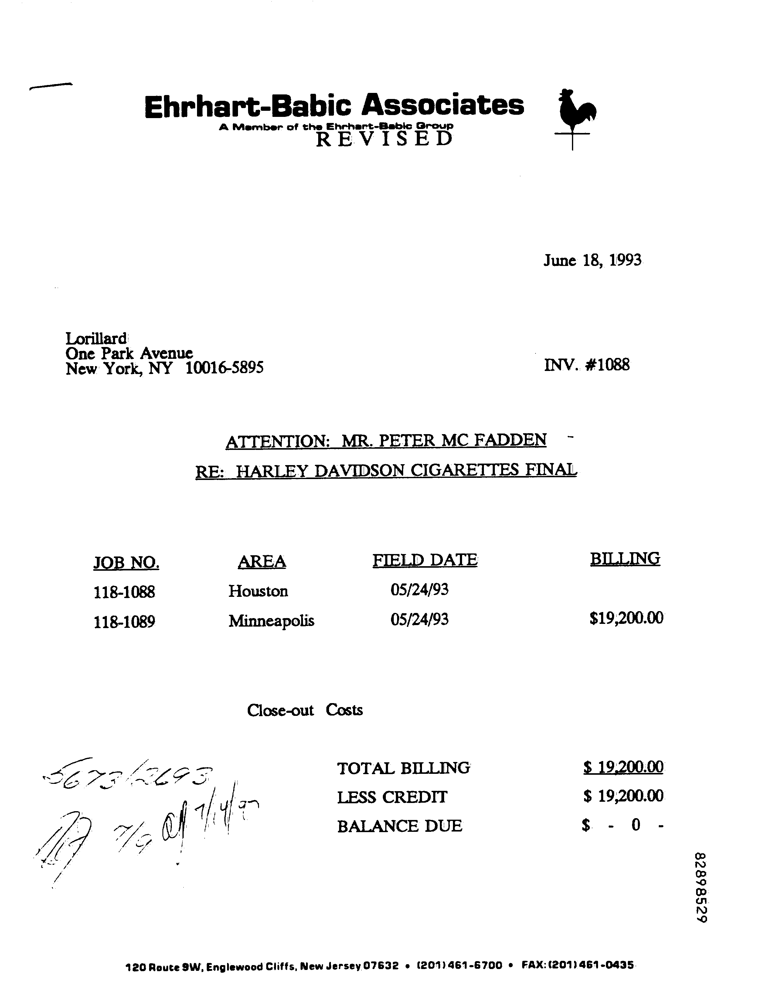 Ehrhart-Babic Associates
A Member of the Ehrhart-Babic Group
REVISED
June 18, 1993
Lorillard
One Park Avenue
New York, NY 10016-5895
INV. #1088
ATTENTION: MR. PETER MC FADDEN
RE: HARLEY DAVIDSON CIGARETTES FINAL
JOB NO. AREA FIELD DATE BILLING
118-1088 Houston 05/24/93
118-1089 Minneapolis 05/24/93 $19,200.00
Close-out Costs
TOTAL BILLING $ 19,200.00
LESS CREDIT $ 19,200.00
BALANCE DUE $ - 0 -
5673/2693
7/9 7/14/93
82898529
120 Route 9W, Englewood Cliffs, New Jersey 07632 • (201) 461-6700 • FAX: (201) 461-0435